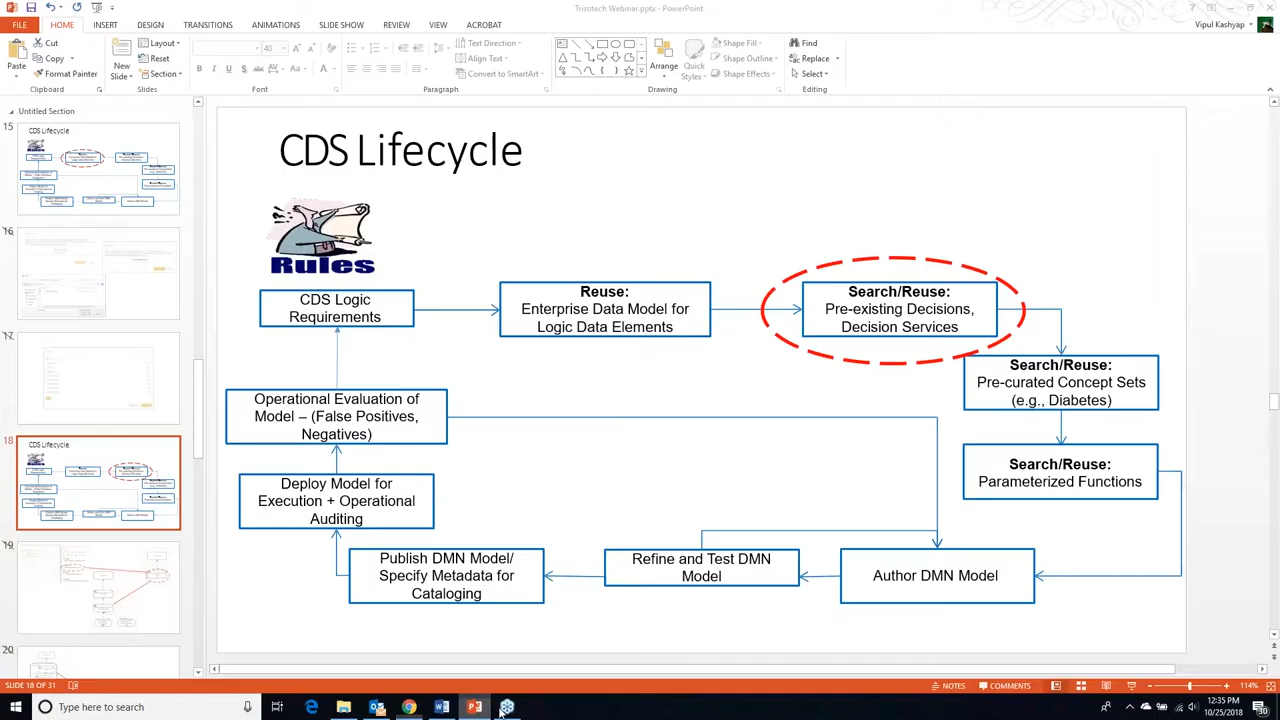 Trisotech Webinar.pptx - PowerPoint
FILE HOME INSERT DESIGN TRANSITIONS ANIMATIONS SLIDE SHOW REVIEW VIEW ACROBAT
Vipul Kashyap
Paste
Cut
Copy
Format Painter
Clipboard
New
Slide
Layout
Reset
Section
Slides
40
Font
Text Direction
Align Text
Convert to SmartArt
Paragraph
Arrange
Quick
Styles
Shape Fill
Shape Outline
Shape Effects
Drawing
Find
Replace
Select
Editing
Untitled Section
15
CDS Lifecycle
16
17
18
CDS Lifecycle
19
20
CDS Lifecycle
Rules
CDS Logic
Requirements
Reuse:
Enterprise Data Model for
Logic Data Elements
Search/Reuse:
Pre-existing Decisions,
Decision Services
Search/Reuse:
Pre-curated Concept Sets
(e.g., Diabetes)
Search/Reuse:
Parameterized Functions
Operational Evaluation of
Model – (False Positives,
Negatives)
Deploy Model for
Execution + Operational
Auditing
Publish DMN Model/
Specify Metadata for
Cataloging
Refine and Test DMN
Model
Author DMN Model
SLIDE 18 OF 31
NOTES
COMMENTS
114%
Type here to search
12:35 PM
10/25/2018
30